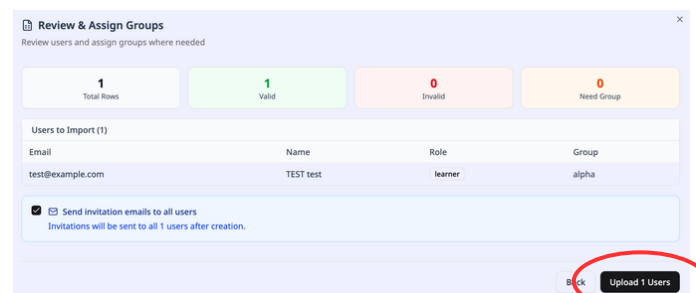 Review & Assign Groups
Review users and assign groups where needed
1
Total Rows
1
Valid
0
Invalid
0
Need Group
Users to Import (1)
Email Name Role Group
test@example.com TEST test learner alpha
Send invitation emails to all users
Invitations will be sent to all 1 users after creation.
Back Upload 1 Users